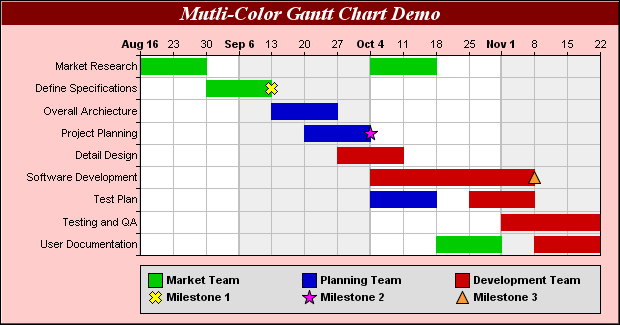 Mutli-Color Gantt Chart Demo
Aug 16 23 30 Sep 6 13 20 27 Oct 4 11 18 25 Nov 1 8 15 22
Market Research
Define Specifications
Overall Archiecture
Project Planning
Detail Design
Software Development
Test Plan
Testing and QA
User Documentation
Market Team Planning Team Development Team
Milestone 1 Milestone 2 Milestone 3